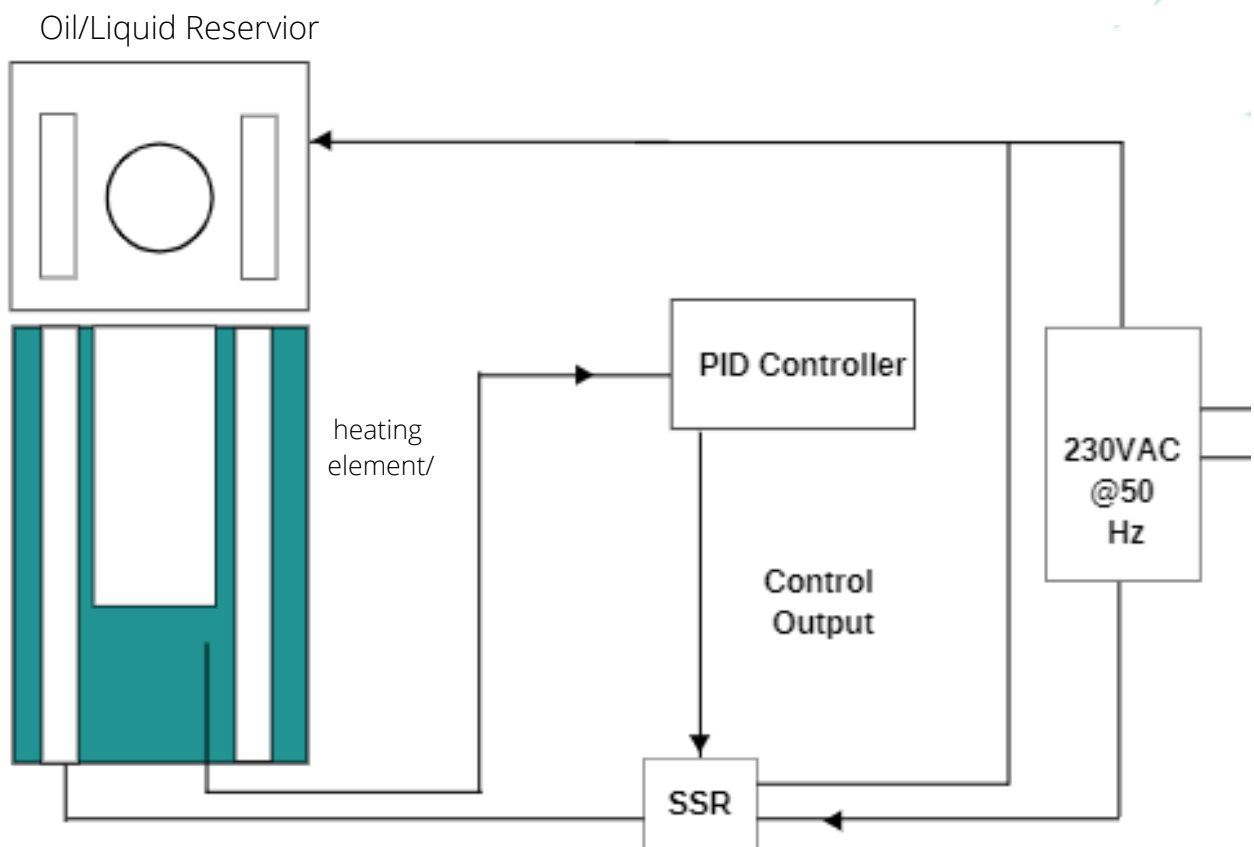 Oil/Liquid Reservior
heating
element/
PID Controller
230VAC
@50
Hz
Control
Output
SSR